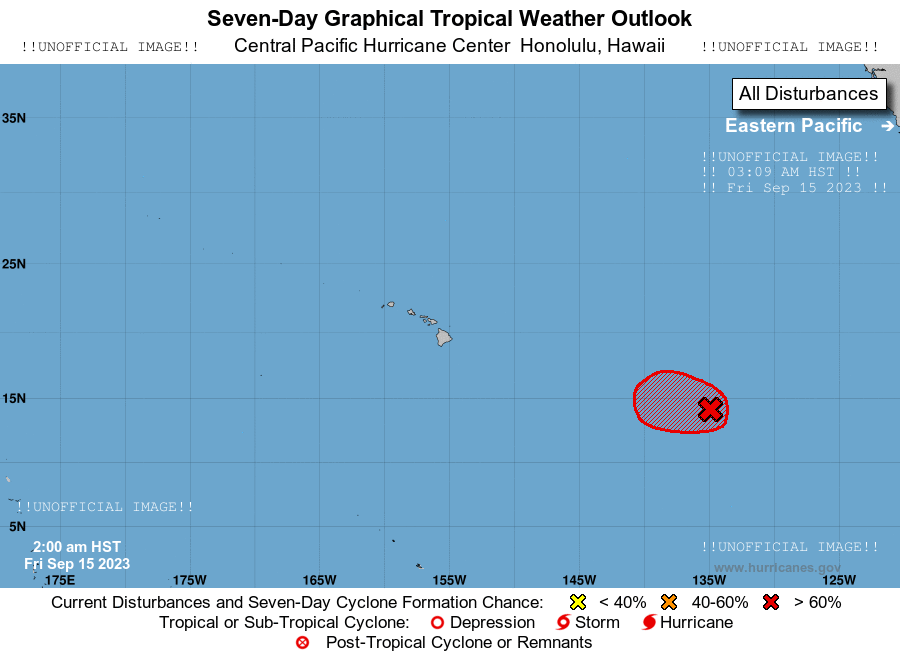 Seven-Day Graphical Tropical Weather Outlook
!!UNOFFICIAL IMAGE!! Central Pacific Hurricane Center Honolulu, Hawaii !!UNOFFICIAL IMAGE!!
All Disturbances
35N
Eastern Pacific ➔
!!UNOFFICIAL IMAGE!!
!! 03:09 AM HST !!
!! Fri Sep 15 2023 !!
25N
15N
!!UNOFFICIAL IMAGE!!
5N
2:00 am HST
Fri Sep 15 2023
!!UNOFFICIAL IMAGE!!
www.hurricanes.gov
175E 175W 165W 155W 145W 135W 125W
Current Disturbances and Seven-Day Cyclone Formation Chance: < 40% 40-60% > 60%
Tropical or Sub-Tropical Cyclone: Depression Storm Hurricane
Post-Tropical Cyclone or Remnants